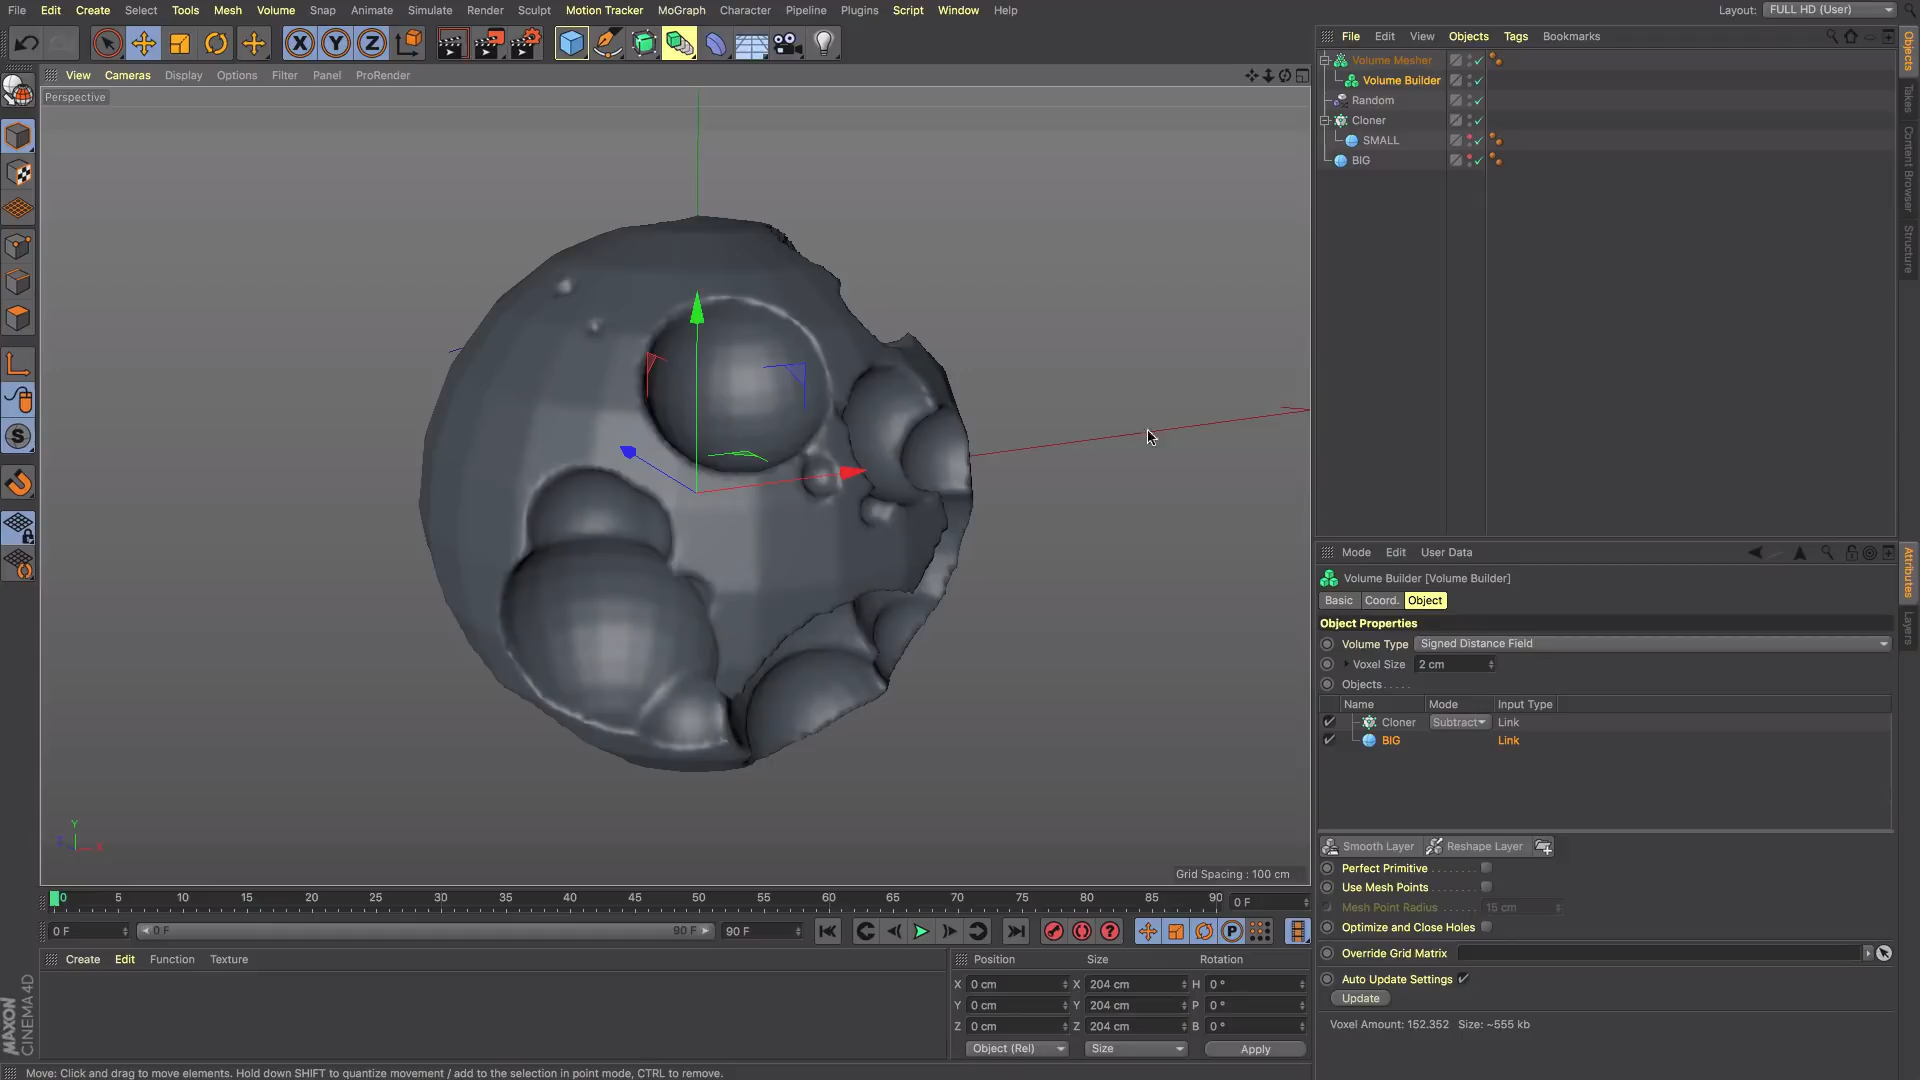 File Edit Create Select Tools Mesh Volume Snap Animate Simulate Render Sculpt Motion Tracker MoGraph Character Pipeline Plugins Script Window Help
Layout: FULL HD (User)
X Y Z
File Edit View Objects Tags Bookmarks
View Cameras Display Options Filter Panel ProRender
Perspective
Volume Mesher
Volume Builder
Random
Cloner
SMALL
BIG
Objects
Takes
Content Browser
Structure
S
Mode Edit User Data
Volume Builder [Volume Builder]
Basic Coord. Object
Object Properties
Volume Type Signed Distance Field
Voxel Size 2 cm
Objects . . . . .
Name Mode Input Type
Cloner Subtract Link
BIG Link
Attributes
Layers
Smooth Layer Reshape Layer
Perfect Primitive . . . . . . . .
Use Mesh Points . . . . . . . .
Mesh Point Radius . . . . . . 15 cm
Optimize and Close Holes
Override Grid Matrix
Auto Update Settings
Update
Voxel Amount: 152.352 Size: ~555 kb
Y
X
Grid Spacing : 100 cm
0 5 10 15 20 25 30 35 40 45 50 55 60 65 70 75 80 85 90 0 F
0 F 0 F 90 F 90 F
P
Create Edit Function Texture
Position Size Rotation
X 0 cm X 204 cm H 0 °
Y 0 cm Y 204 cm P 0 °
Z 0 cm Z 204 cm B 0 °
Object (Rel) Size Apply
MAXON
CINEMA 4D
Move: Click and drag to move elements. Hold down SHIFT to quantize movement / add to the selection in point mode, CTRL to remove.